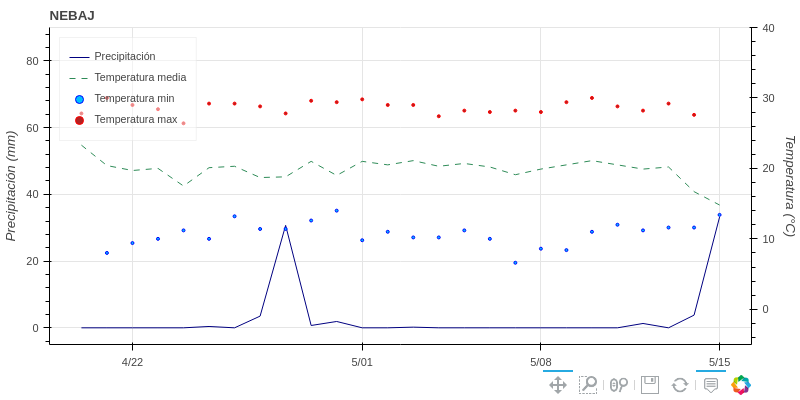 NEBAJ
Precipitación
Temperatura media
Temperatura min
Temperatura max
Precipitación (mm)
80
60
40
20
0
Temperatura (°C)
40
30
20
10
0
4/22
5/01
5/08
5/15